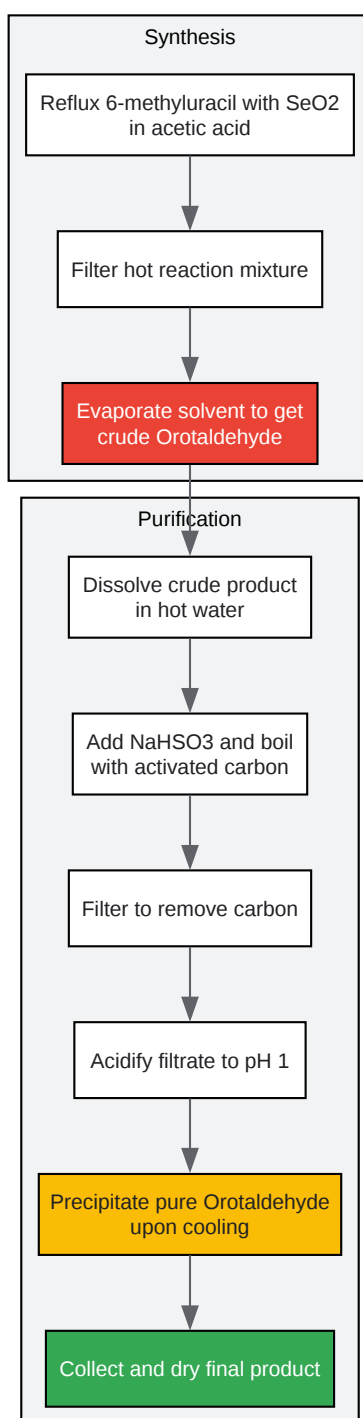 Synthesis
Reflux 6-methyluracil with SeO2
in acetic acid
Filter hot reaction mixture
Evaporate solvent to get
crude Orotaldehyde
Purification
Dissolve crude product
in hot water
Add NaHSO3 and boil
with activated carbon
Filter to remove carbon
Acidify filtrate to pH 1
Precipitate pure Orotaldehyde
upon cooling
Collect and dry final product